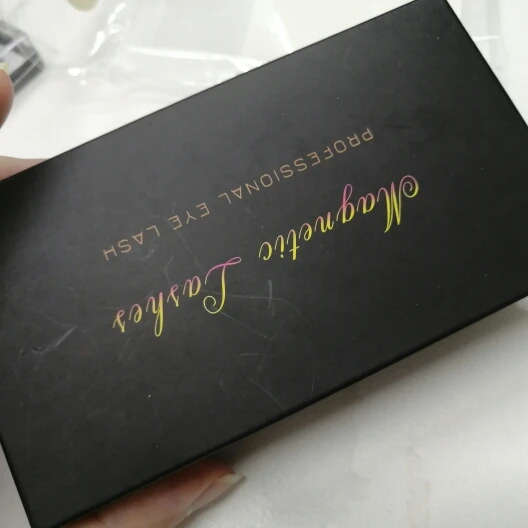 Magnetic Lashes
PROFESSIONAL EYE LASH